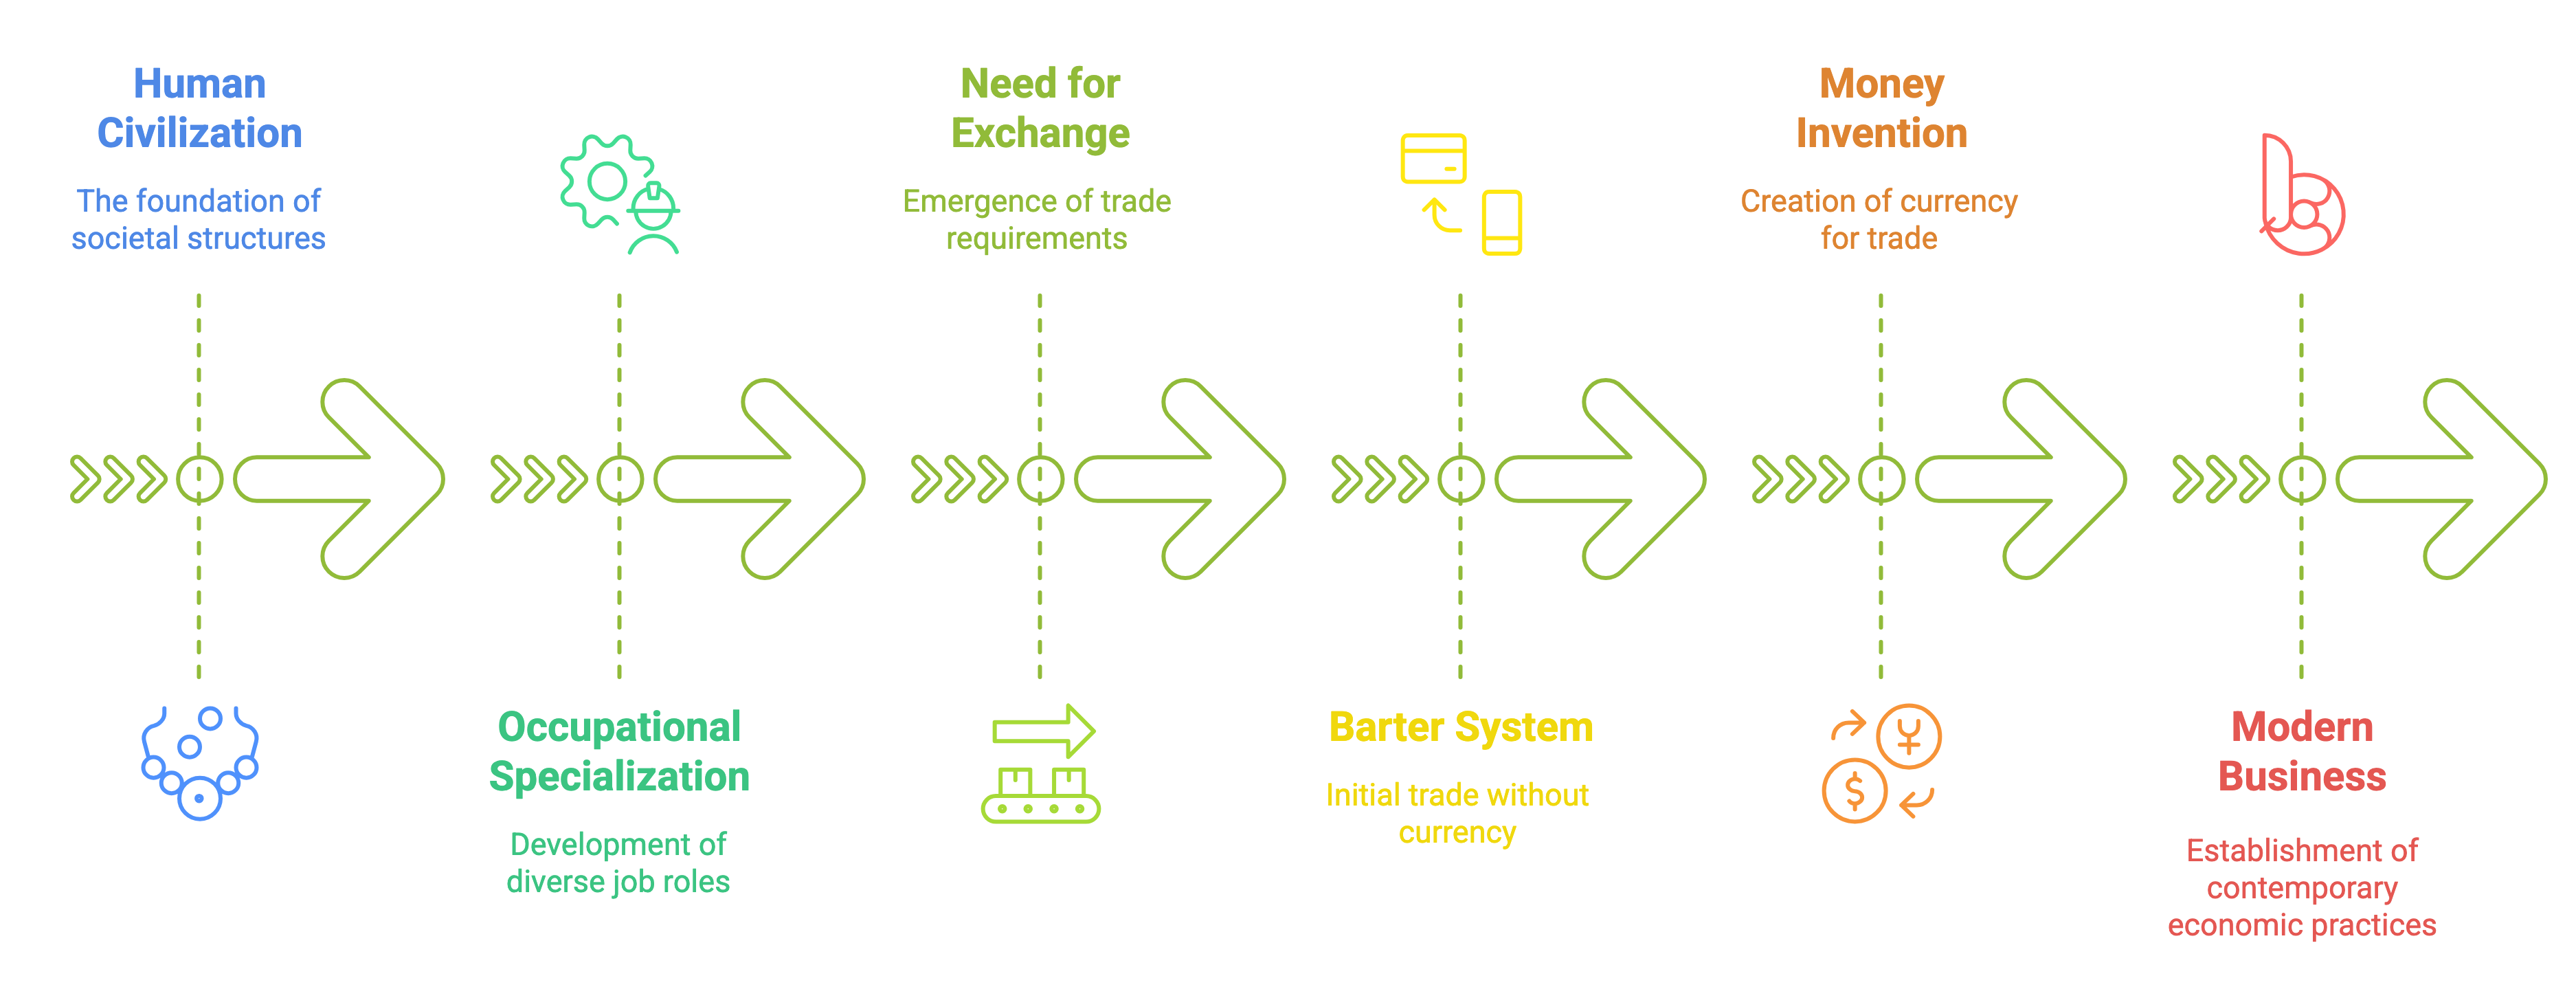 Human
Civilization
The foundation of
societal structures
Occupational
Specialization
Development of
diverse job roles
Need for
Exchange
Emergence of trade
requirements
Barter System
Initial trade without
currency
Money
Invention
Creation of currency
for trade
Modern
Business
Establishment of
contemporary
economic practices